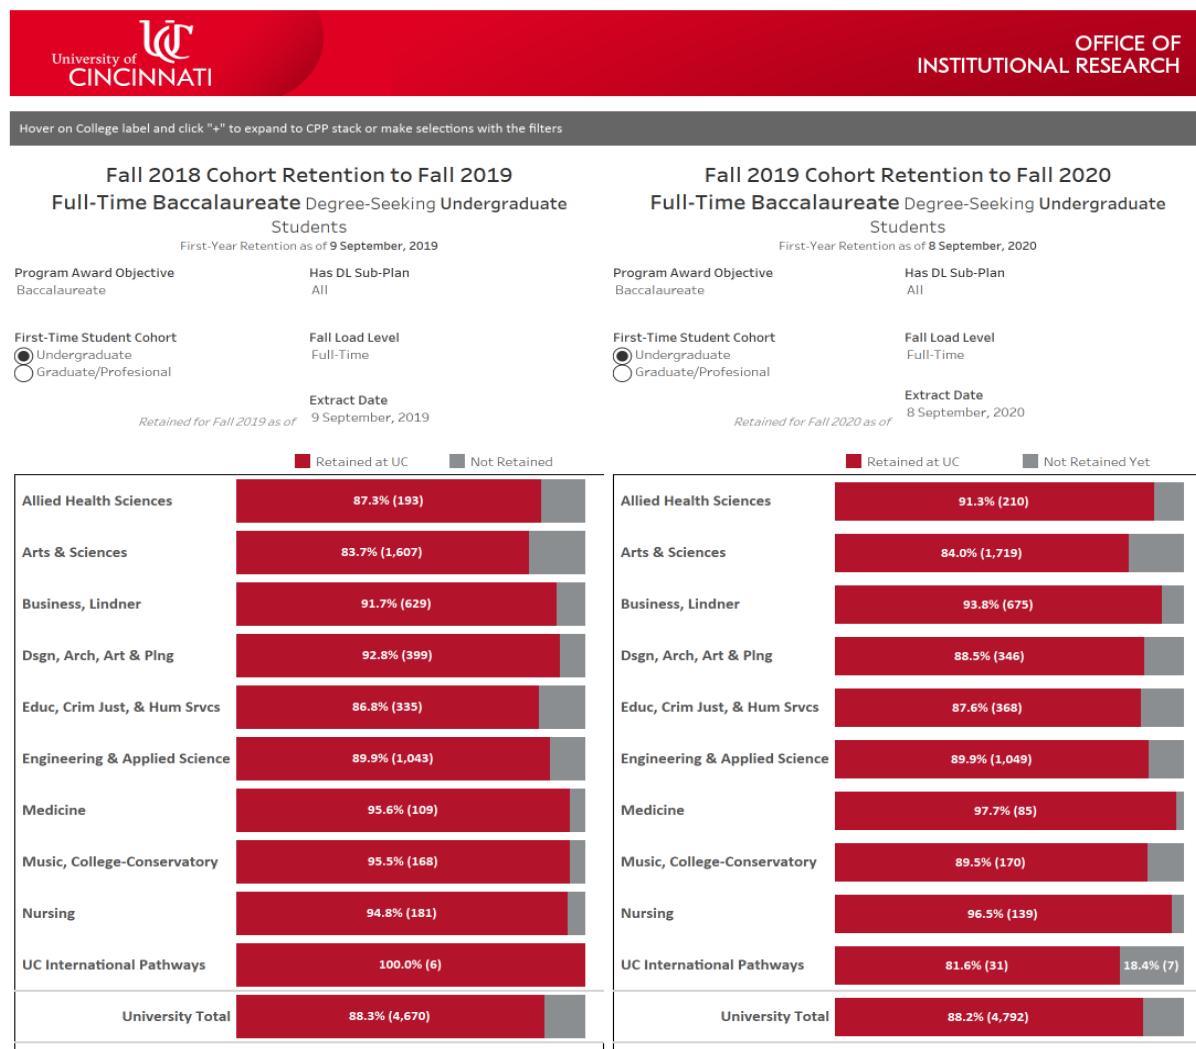 University of
CINCINNATI
OFFICE OF
INSTITUTIONAL RESEARCH
Hover on College label and click "+" to expand to CPP stack or make selections with the filters
Fall 2018 Cohort Retention to Fall 2019
Full-Time Baccalaureate Degree-Seeking Undergraduate
Students
First-Year Retention as of 9 September, 2019
Program Award Objective
Baccalaureate
Has DL Sub-Plan
All
First-Time Student Cohort
Undergraduate
Graduate/Profesional
Fall Load Level
Full-Time
Extract Date
Retained for Fall 2019 as of 9 September, 2019
Retained at UC
Not Retained
Allied Health Sciences 87.3% (193)
Arts & Sciences 83.7% (1,607)
Business, Lindner 91.7% (629)
Dsgn, Arch, Art & Plng 92.8% (399)
Educ, Crim Just, & Hum Srvcs 86.8% (335)
Engineering & Applied Science 89.9% (1,043)
Medicine 95.6% (109)
Music, College-Conservatory 95.5% (168)
Nursing 94.8% (181)
UC International Pathways 100.0% (6)
University Total 88.3% (4,670)
Fall 2019 Cohort Retention to Fall 2020
Full-Time Baccalaureate Degree-Seeking Undergraduate
Students
First-Year Retention as of 8 September, 2020
Program Award Objective
Baccalaureate
Has DL Sub-Plan
All
First-Time Student Cohort
Undergraduate
Graduate/Profesional
Fall Load Level
Full-Time
Extract Date
Retained for Fall 2020 as of 8 September, 2020
Retained at UC
Not Retained Yet
Allied Health Sciences 91.3% (210)
Arts & Sciences 84.0% (1,719)
Business, Lindner 93.8% (675)
Dsgn, Arch, Art & Plng 88.5% (346)
Educ, Crim Just, & Hum Srvcs 87.6% (368)
Engineering & Applied Science 89.9% (1,049)
Medicine 97.7% (85)
Music, College-Conservatory 89.5% (170)
Nursing 96.5% (139)
UC International Pathways 81.6% (31) 18.4% (7)
University Total 88.2% (4,792)